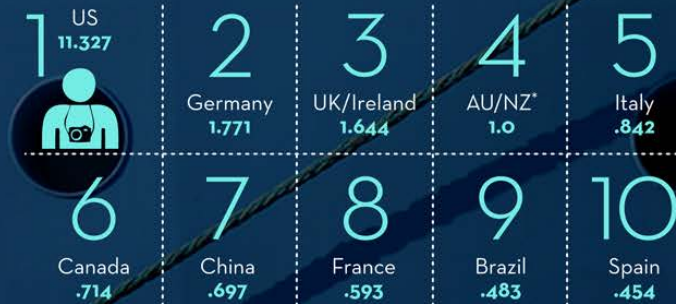 1
US
11.327
2
Germany
1.771
3
UK/Ireland
1.644
4
AU/NZ*
1.0
5
Italy
.842
6
Canada
.714
7
China
.697
8
France
.593
9
Brazil
.483
10
Spain
.454